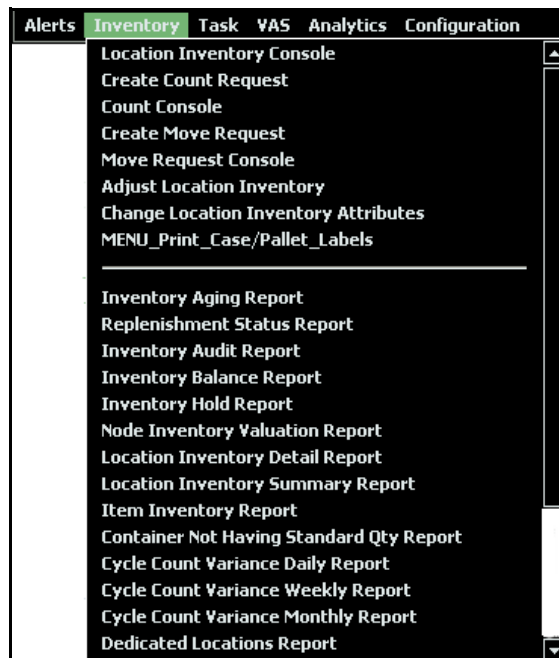 Alerts Inventory Task VAS Analytics Configuration
Location Inventory Console
Create Count Request
Count Console
Create Move Request
Move Request Console
Adjust Location Inventory
Change Location Inventory Attributes
MENU_Print_Case/Pallet_Labels
Inventory Aging Report
Replenishment Status Report
Inventory Audit Report
Inventory Balance Report
Inventory Hold Report
Node Inventory Valuation Report
Location Inventory Detail Report
Location Inventory Summary Report
Item Inventory Report
Container Not Having Standard Qty Report
Cycle Count Variance Daily Report
Cycle Count Variance Weekly Report
Cycle Count Variance Monthly Report
Dedicated Locations Report